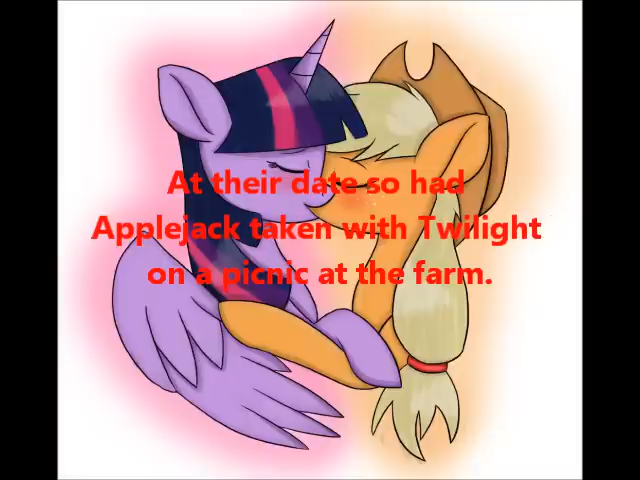 At their date so had
Applejack taken with Twilight
on a picnic at the farm.